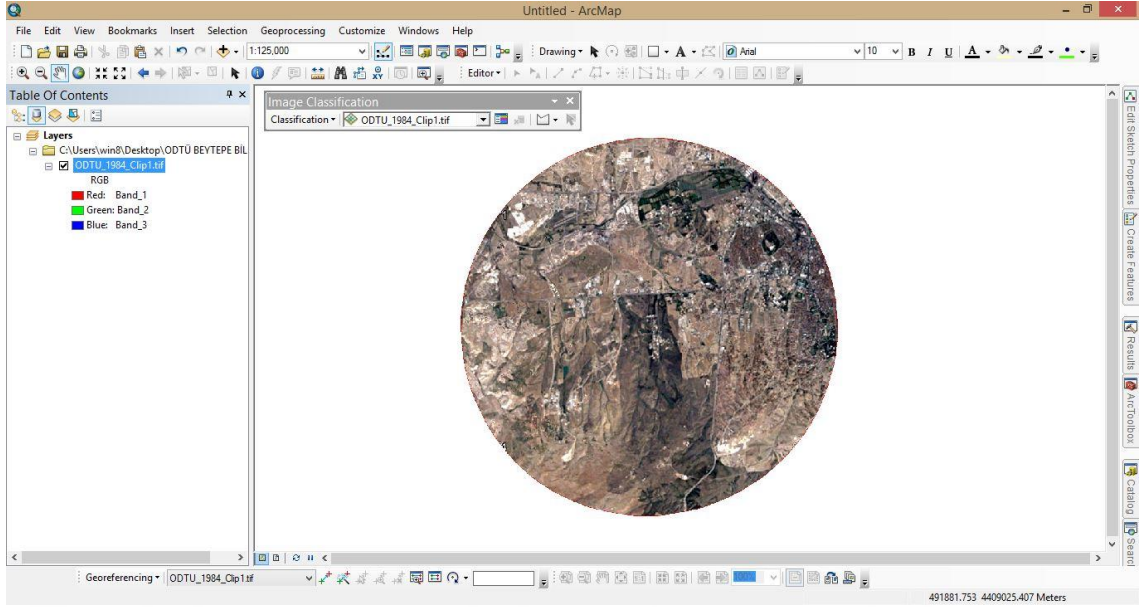 Untitled - ArcMap
File Edit View Bookmarks Insert Selection Geoprocessing Customize Windows Help
1:125,000 Drawing Arial 10 B I U A
Editor
Table Of Contents
Layers
C:\Users\win8\Desktop\ODTÜ BEYTEPE BİL
ODTU_1984_Clip1.tif
RGB
Red: Band_1
Green: Band_2
Blue: Band_3
Image Classification
Classification ODTU_1984_Clip1.tif
Edit Sketch Properties
Create Features
Results
ArcToolbox
Catalog
Search
Georeferencing ODTU_1984_Clip1.tif 100%
491881.753 4409025.407 Meters